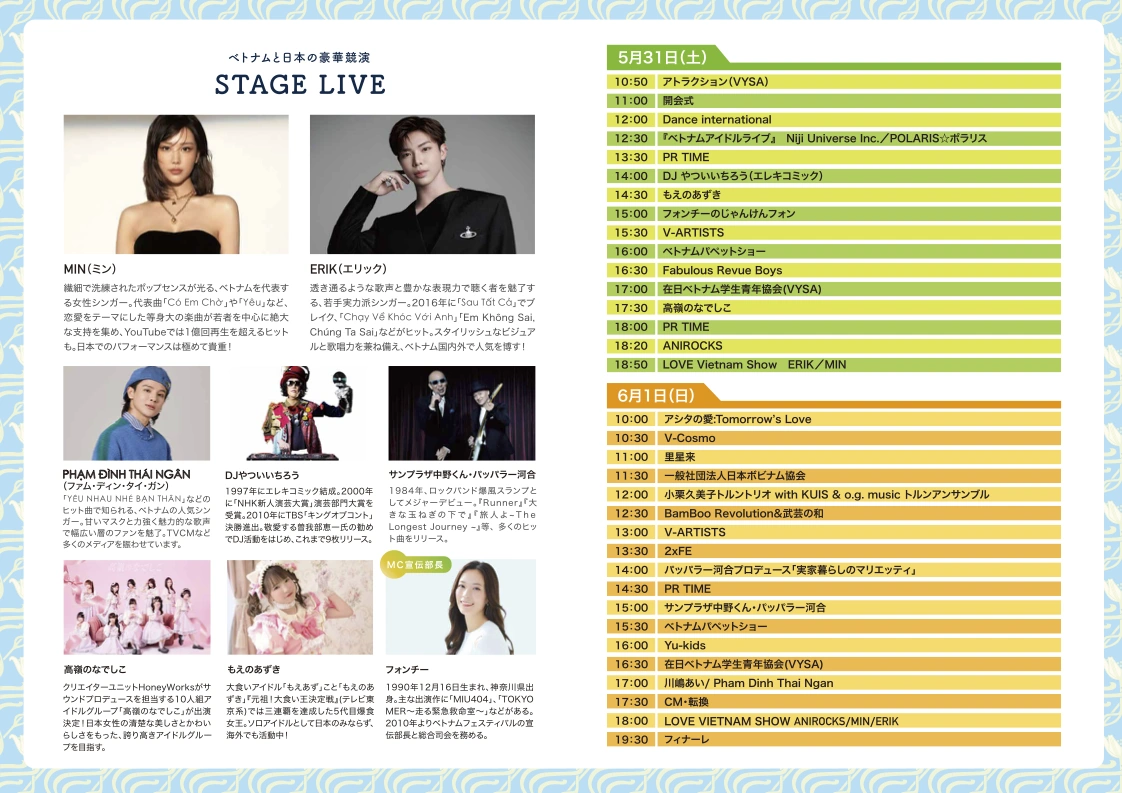 ベトナムと日本の豪華競演
STAGE LIVE
MIN（ミン）
繊細で洗練されたポップセンスが光る、ベトナムを代表す
る女性シンガー。代表曲「Có Em Chờ」や「Yêu」など、
恋愛をテーマにした等身大の楽曲が若者を中心に絶大
な支持を集め、YouTubeでは1億回再生を超えるヒット
も。日本でのパフォーマンスは極めて貴重！
ERIK（エリック）
透き通るような歌声と豊かな表現力で聴く者を魅了す
る、若手実力派シンガー。2016年に「Sau Tất Cả」でブ
レイク、「Chạy Về Khóc Với Anh」「Em Không Sai,
Chúng Ta Sai」などがヒット。スタイリッシュなビジュア
ルと歌唱力を兼ね備え、ベトナム国内外で人気を博す！
PHẠM ĐÌNH THÁI NGÂN
（ファム・ディン・タイ・ガン）
「YÊU NHAU NHÉ BẠN THÂN」などの
ヒット曲で知られる、ベトナムの人気シン
ガー。甘いマスクと力強く魅力的な歌声
で幅広い層のファンを魅了。TVCMなど
多くのメディアを賑わせています。
DJやついいちろう
1997年にエレキコミック結成。2000年
に「NHK新人演芸大賞」演芸部門大賞を
受賞。2010年にTBS「キングオブコント」
決勝進出。敬愛する曽我部恵一氏の勧め
でDJ活動をはじめ、これまで9枚リリース。
サンプラザ中野くん・パッパラー河合
1984年、ロックバンド爆風スランプと
してメジャーデビュー。『Runner』『大
きな玉ねぎの下で』『旅人よ~The
Longest Journey ~』等、多くのヒッ
ト曲をリリース。
MC宣伝部長
高嶺のなでしこ
クリエイターユニットHoneyWorksがサ
ウンドプロデュースを担当する10人組ア
イドルグループ「高嶺のなでしこ」が出演
決定！日本女性の清楚な美しさとかわい
らしさをもった、誇り高きアイドルグルー
プを目指す。
もえのあずき
大食いアイドル「もえあず」こと「もえのあ
ずき」『元祖！大食い王決定戦』（テレビ東
京系）では三連覇を達成した5代目爆食
女王。ソロアイドルとして日本のみならず、
海外でも活動中！
フォンチー
1990年12月16日生まれ、神奈川県出
身。主な出演作に「MIU404」、「TOKYO
MER～走る緊急救命室～」などがある。
2010年よりベトナムフェスティバルの宣
伝部長と総合司会を務める。
5月31日（土）
10:50 アトラクション（VYSA）
11:00 開会式
12:00 Dance international
12:30 『ベトナムアイドルライブ』 Niji Universe Inc.／POLARIS☆ポラリス
13:30 PR TIME
14:00 DJ やついいちろう（エレキコミック）
14:30 もえのあずき
15:00 フォンチーのじゃんけんフォン
15:30 V-ARTISTS
16:00 ベトナムパペットショー
16:30 Fabulous Revue Boys
17:00 在日ベトナム学生青年協会(VYSA)
17:30 高嶺のなでしこ
18:00 PR TIME
18:20 ANIROCKS
18:50 LOVE Vietnam Show ERIK／MIN
6月1日（日）
10:00 アシタの愛:Tomorrow's Love
10:30 V-Cosmo
11:00 里星来
11:30 一般社団法人日本ボビナム協会
12:00 小栗久美子トルントリオ with KUIS & o.g. music トルンアンサンブル
12:30 BamBoo Revolution&武芸の和
13:00 V-ARTISTS
13:30 2xFE
14:00 パッパラー河合プロデュース「実家暮らしのマリエッティ」
14:30 PR TIME
15:00 サンプラザ中野くん・パッパラー河合
15:30 ベトナムパペットショー
16:00 Yu-kids
16:30 在日ベトナム学生青年協会(VYSA)
17:00 川嶋あい/ Pham Dinh Thai Ngan
17:30 CM・転換
18:00 LOVE VIETNAM SHOW ANIROCKS/MIN/ERIK
19:30 フィナーレ